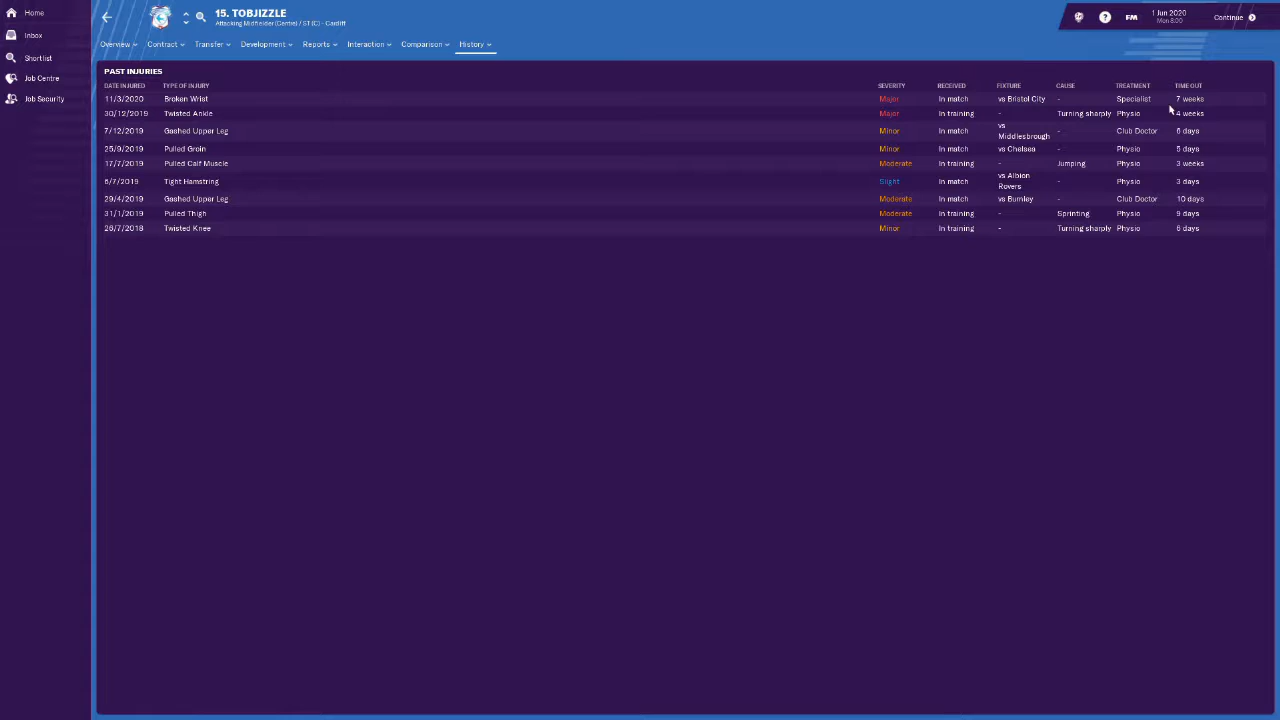 Home
Inbox
Shortlist
Job Centre
Job Security
15. TOBJIZZLE
Attacking Midfielder (Centre) / ST (C) - Cardiff
? FM 1 Jun 2020 Continue
Mon 8:00
Overview Contract Transfer Development Reports Interaction Comparison History
PAST INJURIES
DATE INJURED TYPE OF INJURY SEVERITY RECEIVED FIXTURE CAUSE TREATMENT TIME OUT
11/3/2020 Broken Wrist Major In match vs Bristol City - Specialist 7 weeks
30/12/2019 Twisted Ankle Major In training - Turning sharply Physio 4 weeks
7/12/2019 Gashed Upper Leg Minor In match vs Middlesbrough - Club Doctor 6 days
25/9/2019 Pulled Groin Minor In match vs Chelsea - Physio 5 days
17/7/2019 Pulled Calf Muscle Moderate In training - Jumping Physio 3 weeks
6/7/2019 Tight Hamstring Slight In match vs Albion Rovers - Physio 3 days
29/4/2019 Gashed Upper Leg Moderate In match vs Burnley - Club Doctor 10 days
31/1/2019 Pulled Thigh Moderate In training - Sprinting Physio 9 days
26/7/2018 Twisted Knee Minor In training - Turning sharply Physio 6 days